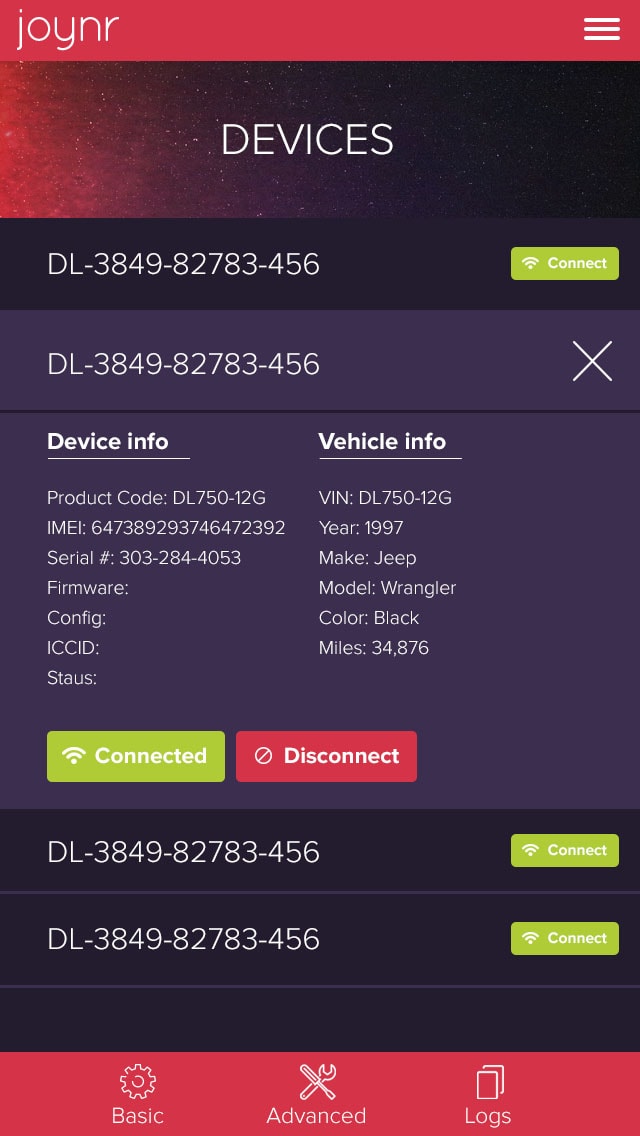 joynr
DEVICES
DL-3849-82783-456
Connect
DL-3849-82783-456
Device info
Product Code: DL750-12G
IMEI: 647389293746472392
Serial #: 303-284-4053
Firmware:
Config:
ICCID:
Staus:
Vehicle info
VIN: DL750-12G
Year: 1997
Make: Jeep
Model: Wrangler
Color: Black
Miles: 34,876
Connected
Disconnect
DL-3849-82783-456
Connect
DL-3849-82783-456
Connect
Basic
Advanced
Logs